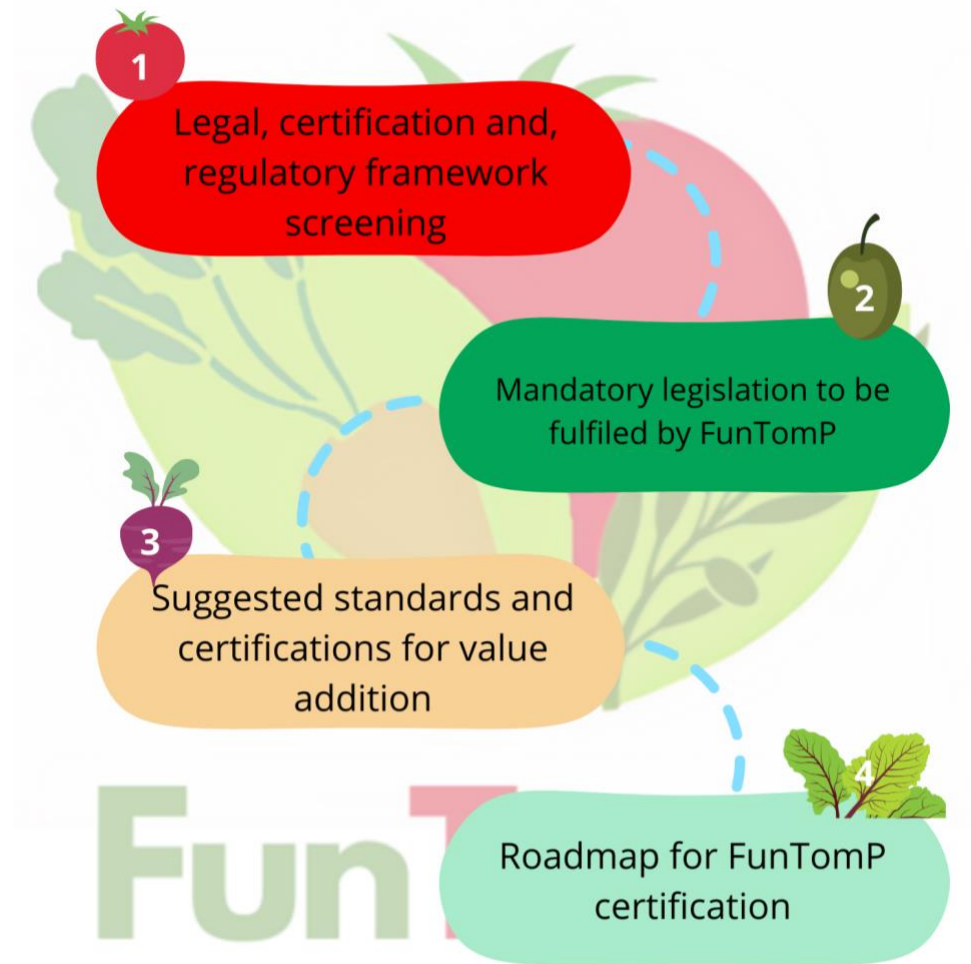 1
Legal, certification and,
regulatory framework
screening
2
Mandatory legislation to be
fulfiled by FunTomP
3
Suggested standards and
certifications for value
addition
4
Roadmap for FunTomP
certification
FunT